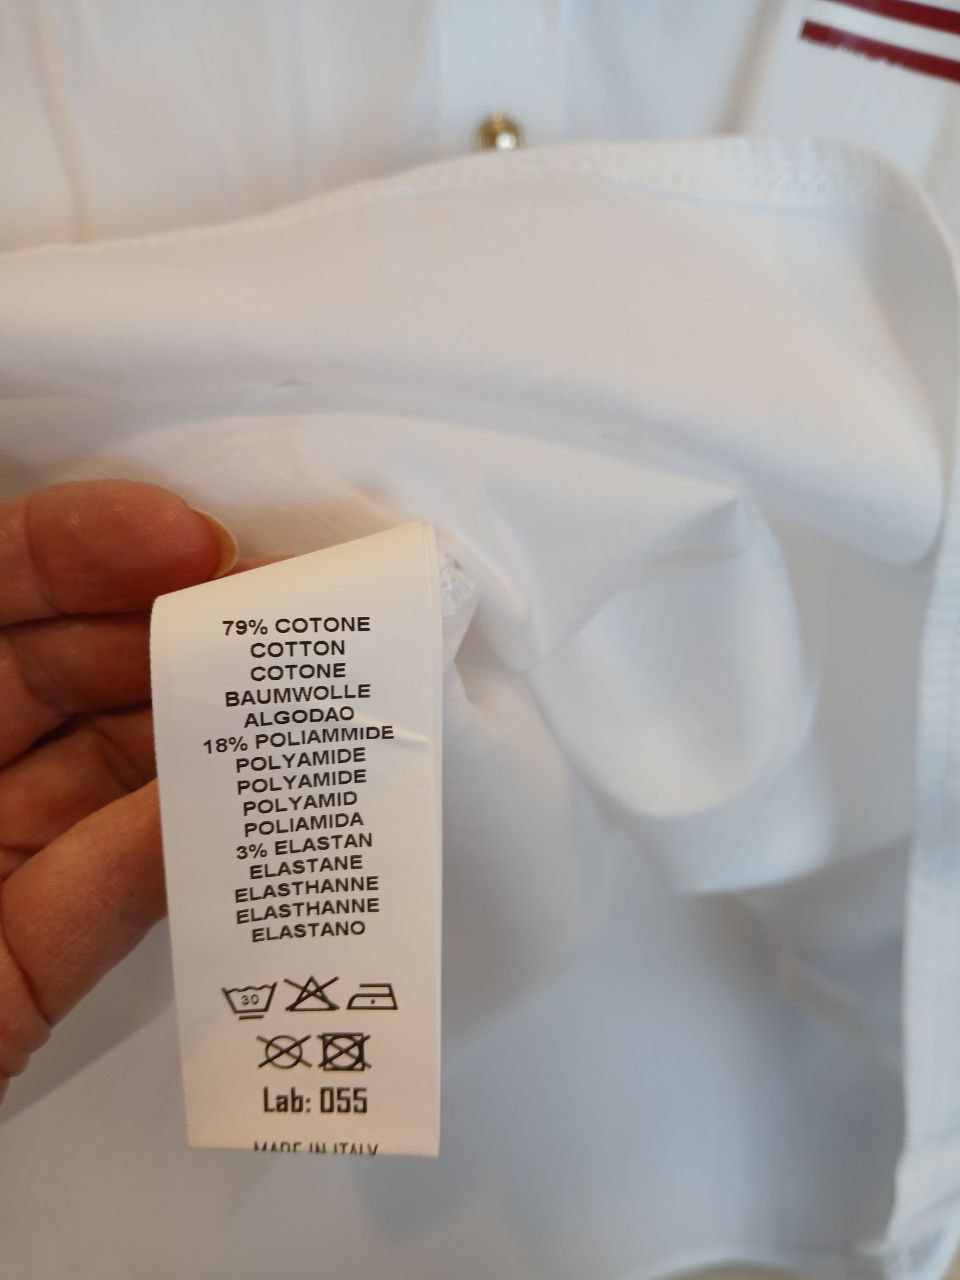 79% COTONE
COTTON
COTONE
BAUMWOLLE
ALGODAO
18% POLIAMMIDE
POLYAMIDE
POLYAMIDE
POLYAMID
POLIAMIDA
3% ELASTAN
ELASTANE
ELASTHANNE
ELASTHANNE
ELASTANO
30
Lab: 055
MADE IN ITALY